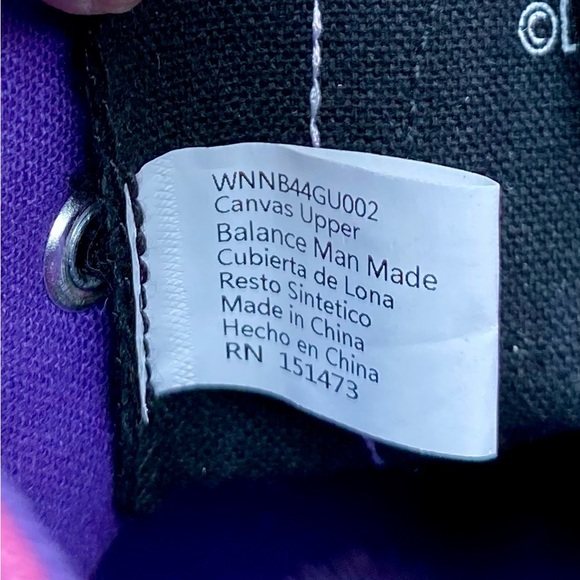 ©
WNNB44GU002
Canvas Upper
Balance Man Made
Cubierta de Lona
Resto Sintetico
Made in China
Hecho en China
RN 151473